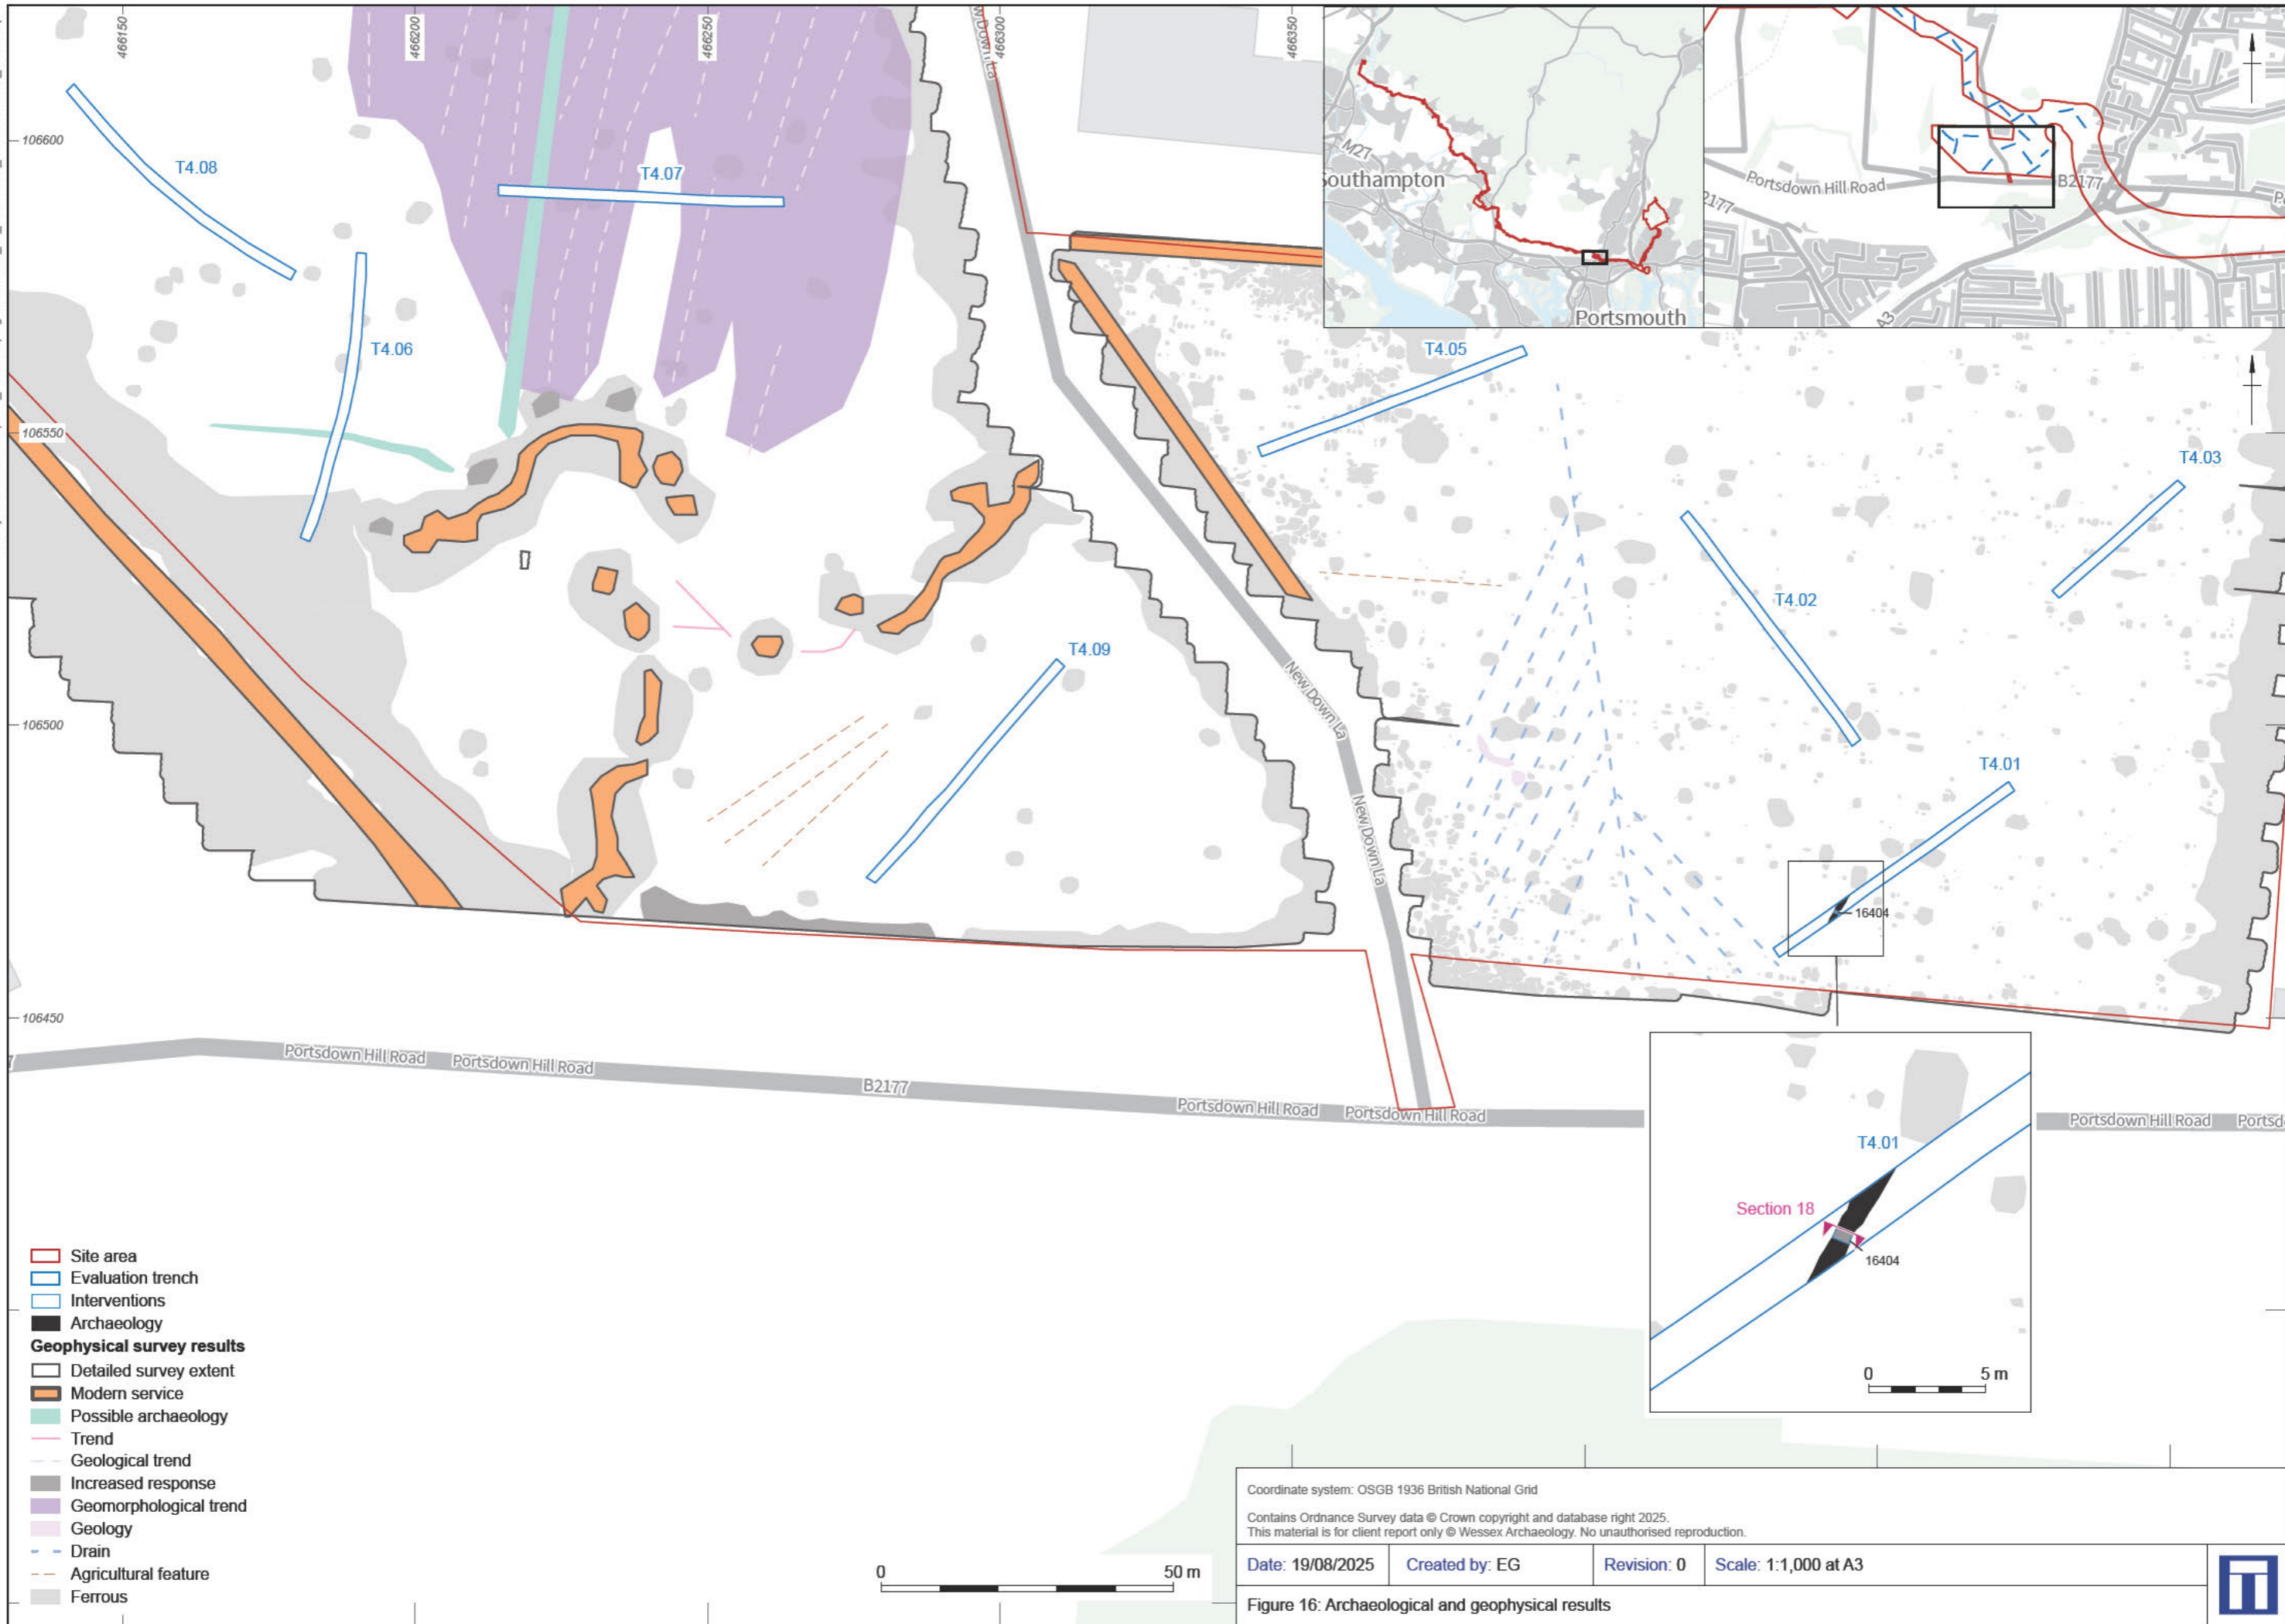 466150
466200
466250
466300
466350
106600
106550
106500
106450
T4.08
T4.07
T4.06
T4.05
T4.03
T4.02
T4.09
T4.01
16404
New Down La
New Down La
M27
Southampton
Portsmouth
Portsdown Hill Road
B2177
2177
A3
Portsdown Hill Road
Portsdown Hill Road
B2177
Portsdown Hill Road
Portsdown Hill Road
Portsdown Hill Road
T4.01
Section 18
16404
0 5 m
Site area
Evaluation trench
Interventions
Archaeology
Geophysical survey results
Detailed survey extent
Modern service
Possible archaeology
Trend
Geological trend
Increased response
Geomorphological trend
Geology
Drain
Agricultural feature
Ferrous
0 50 m
Coordinate system: OSGB 1936 British National Grid
Contains Ordnance Survey data © Crown copyright and database right 2025.
This material is for client report only © Wessex Archaeology. No unauthorised reproduction.
Date: 19/08/2025 Created by: EG Revision: 0 Scale: 1:1,000 at A3
Figure 16: Archaeological and geophysical results